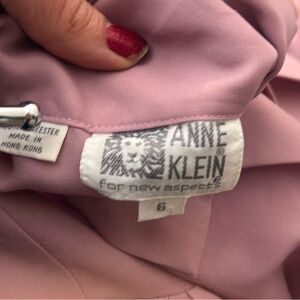 ESTER
MADE IN
HONG KONG
ANNE
KLEIN®
for new aspects
6